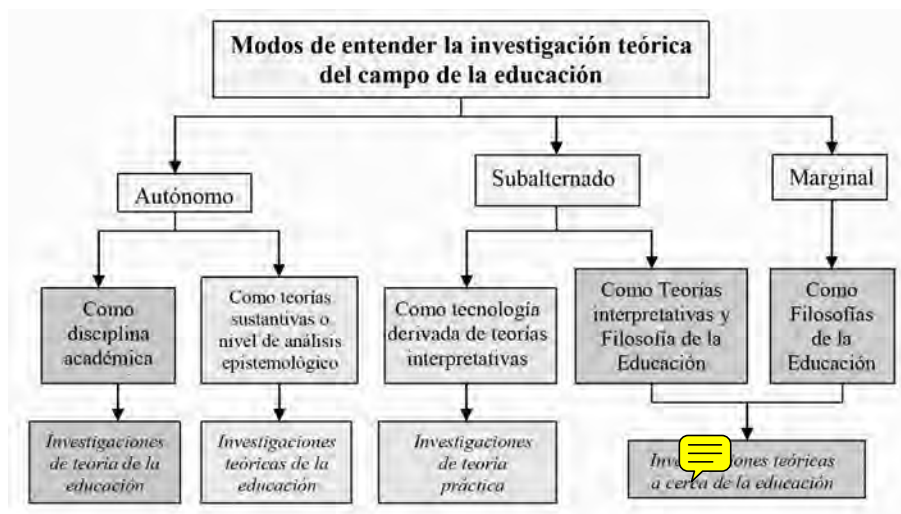 Modos de entender la investigación teórica
del campo de la educación
Autónomo
Subalternado
Marginal
Como
disciplina
académica
Como teorías
sustantivas o
nivel de análisis
epistemológico
Como tecnología
derivada de teorías
interpretativas
Como Teorías
interpretativas y
Filosofía de la
Educación
Como
Filosofías
de la
Educación
Investigaciones
de teoría de la
educación
Investigaciones
teóricas de la
educación
Investigaciones
de teoría
práctica
teóricas
a cerca de la educación